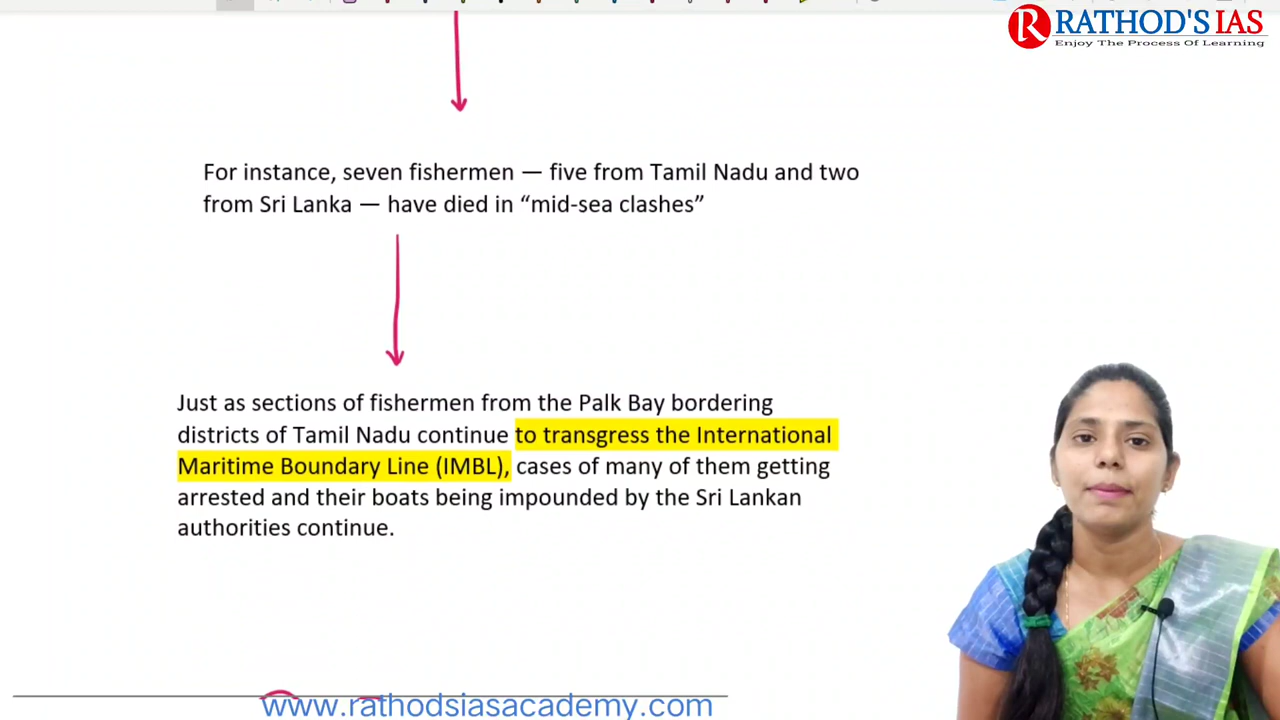 RATHOD'S IAS
Enjoy The Process Of Learning
For instance, seven fishermen — five from Tamil Nadu and two
from Sri Lanka — have died in “mid-sea clashes”
Just as sections of fishermen from the Palk Bay bordering
districts of Tamil Nadu continue to transgress the International
Maritime Boundary Line (IMBL), cases of many of them getting
arrested and their boats being impounded by the Sri Lankan
authorities continue.
www.rathodsiasacademy.com